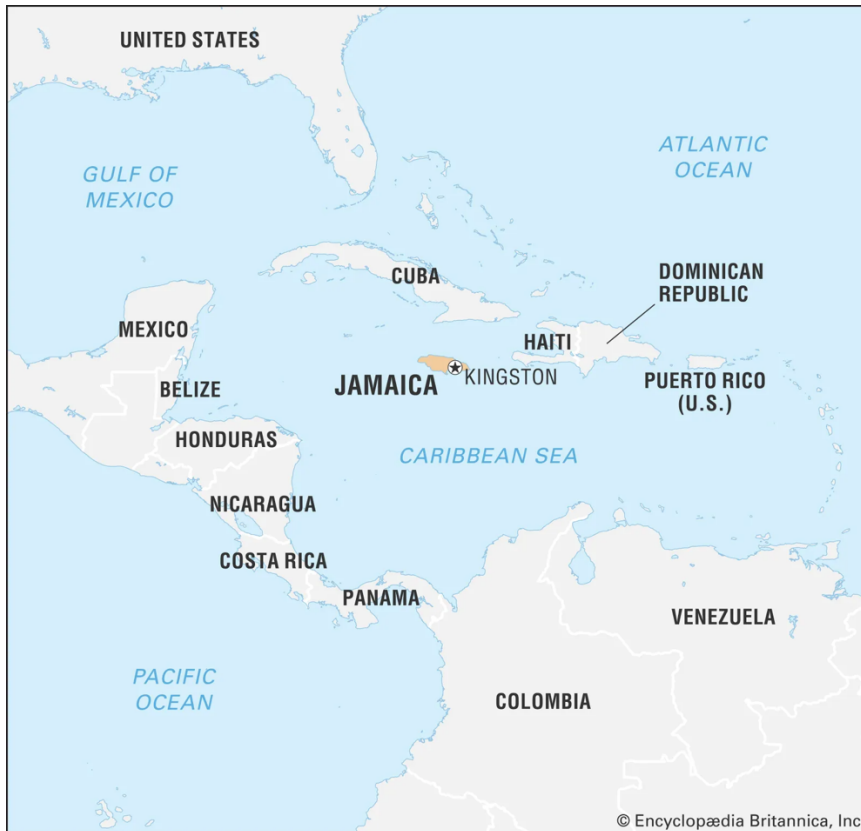 UNITED STATES
ATLANTIC
OCEAN
GULF OF
MEXICO
CUBA
DOMINICAN
REPUBLIC
MEXICO
HAITI
JAMAICA
KINGSTON
PUERTO RICO
(U.S.)
BELIZE
HONDURAS
CARIBBEAN SEA
NICARAGUA
COSTA RICA
PANAMA
VENEZUELA
PACIFIC
OCEAN
COLOMBIA
© Encyclopædia Britannica, Inc